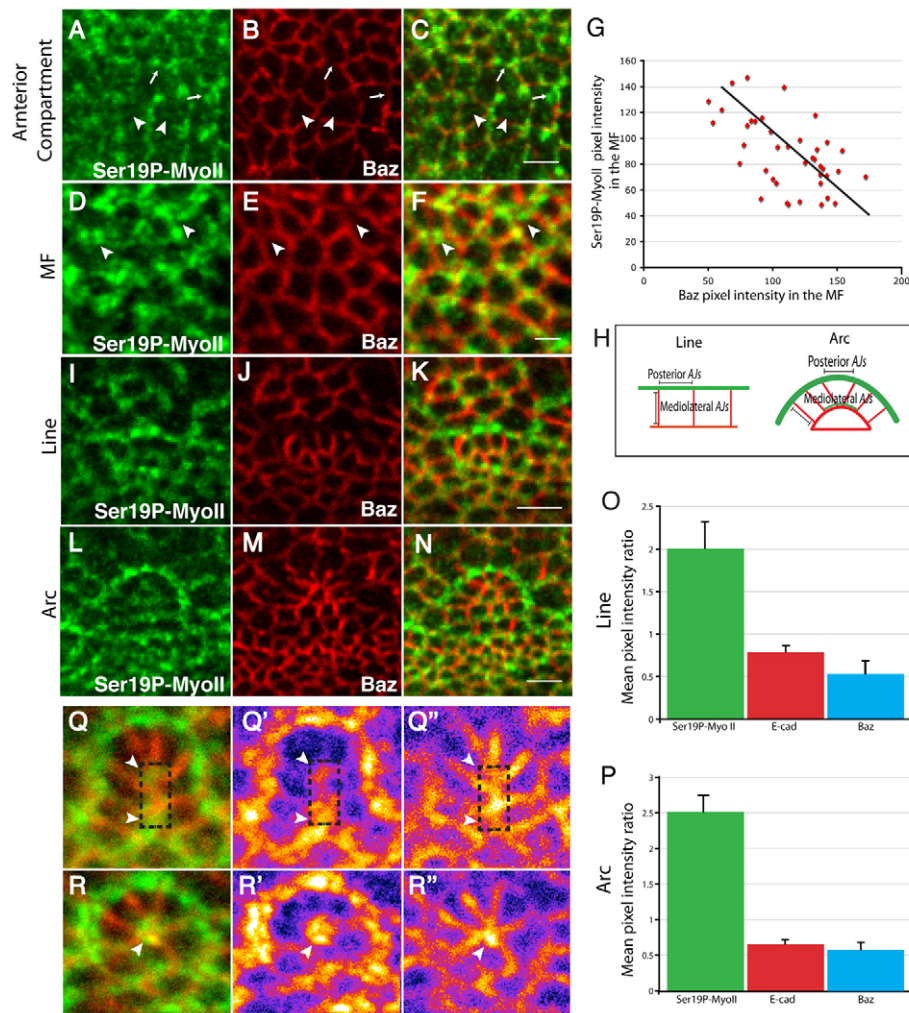 Arnterior
Compartment
A
Ser19P-MyoII
B
Baz
C
MF
D
Ser19P-MyoII
E
Baz
F
Line
I
Ser19P-MyoII
J
Baz
K
Arc
L
Ser19P-MyoII
M
Baz
N
Q
Q'
Q"
R
R'
R"
G
Ser19P-MyoII pixel intensity
in the MF
160
140
120
100
80
60
40
20
0
0 50 100 150 200
Baz pixel intensity in the MF
H
Line
Arc
Posterior AJs
Mediolateral AJs
Posterior AJs
Mediolateral AJs
O
Line
Mean pixel intensity ratio
2.5
2
1.5
1
0.5
0
Ser19P-Myo II E-cad Baz
P
Arc
Mean pixel intensity ratio
3
2.5
2
1.5
1
0.5
0
Ser19P-MyoII E-cad Baz